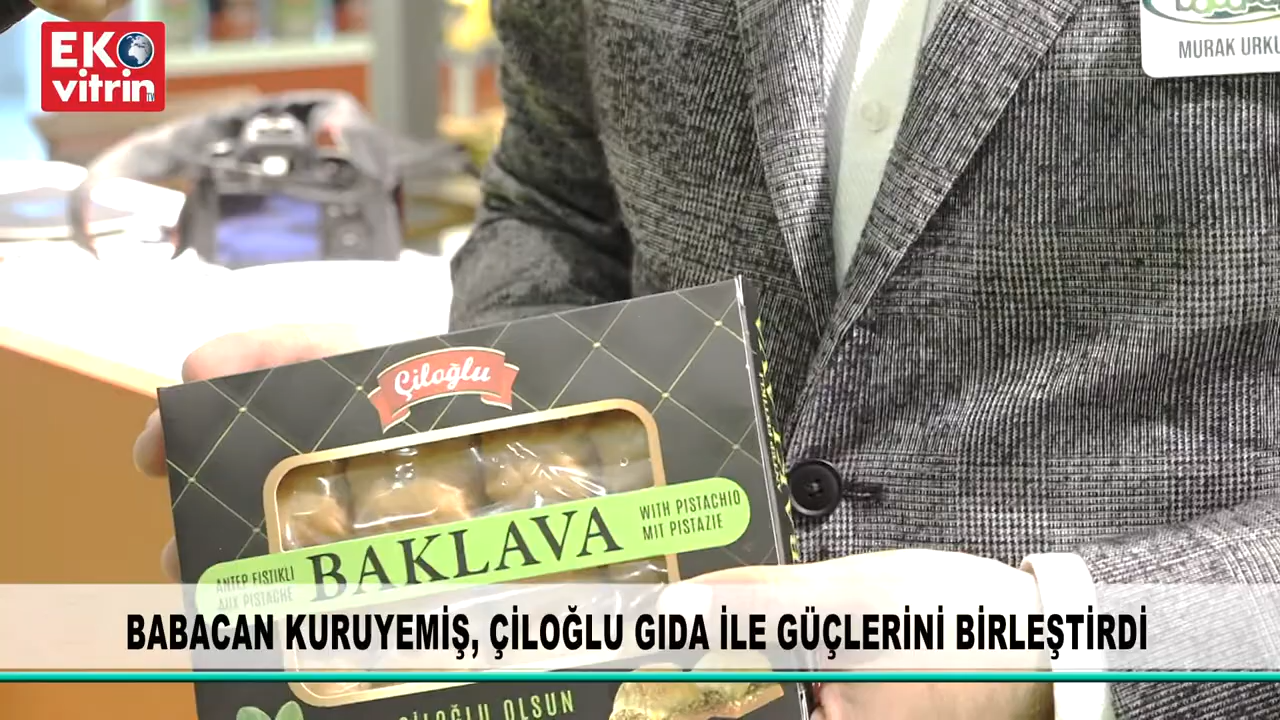 EKO
vitrin TV
MURAK URKU
Çiloğlu
WITH PISTACHIO
MIT PISTAZIE
BAKLAVA
ANTEP FISTIKLI
AUX PISTACHE
BABACAN KURUYEMİŞ, ÇİLOĞLU GIDA İLE GÜÇLERİNİ BİRLEŞTİRDİ
ÇİLOĞLU OLSUN